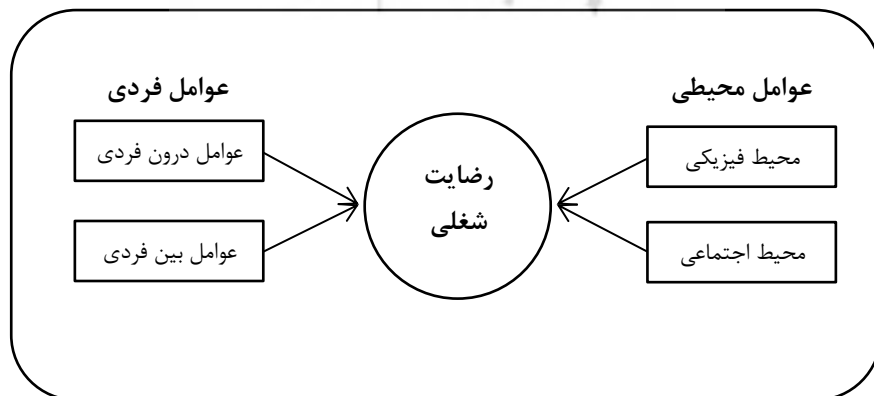 عوامل محیطی
محیط فیزیکی
محیط اجتماعی
رضایت
شغلی
عوامل فردی
عوامل درون فردی
عوامل بین فردی